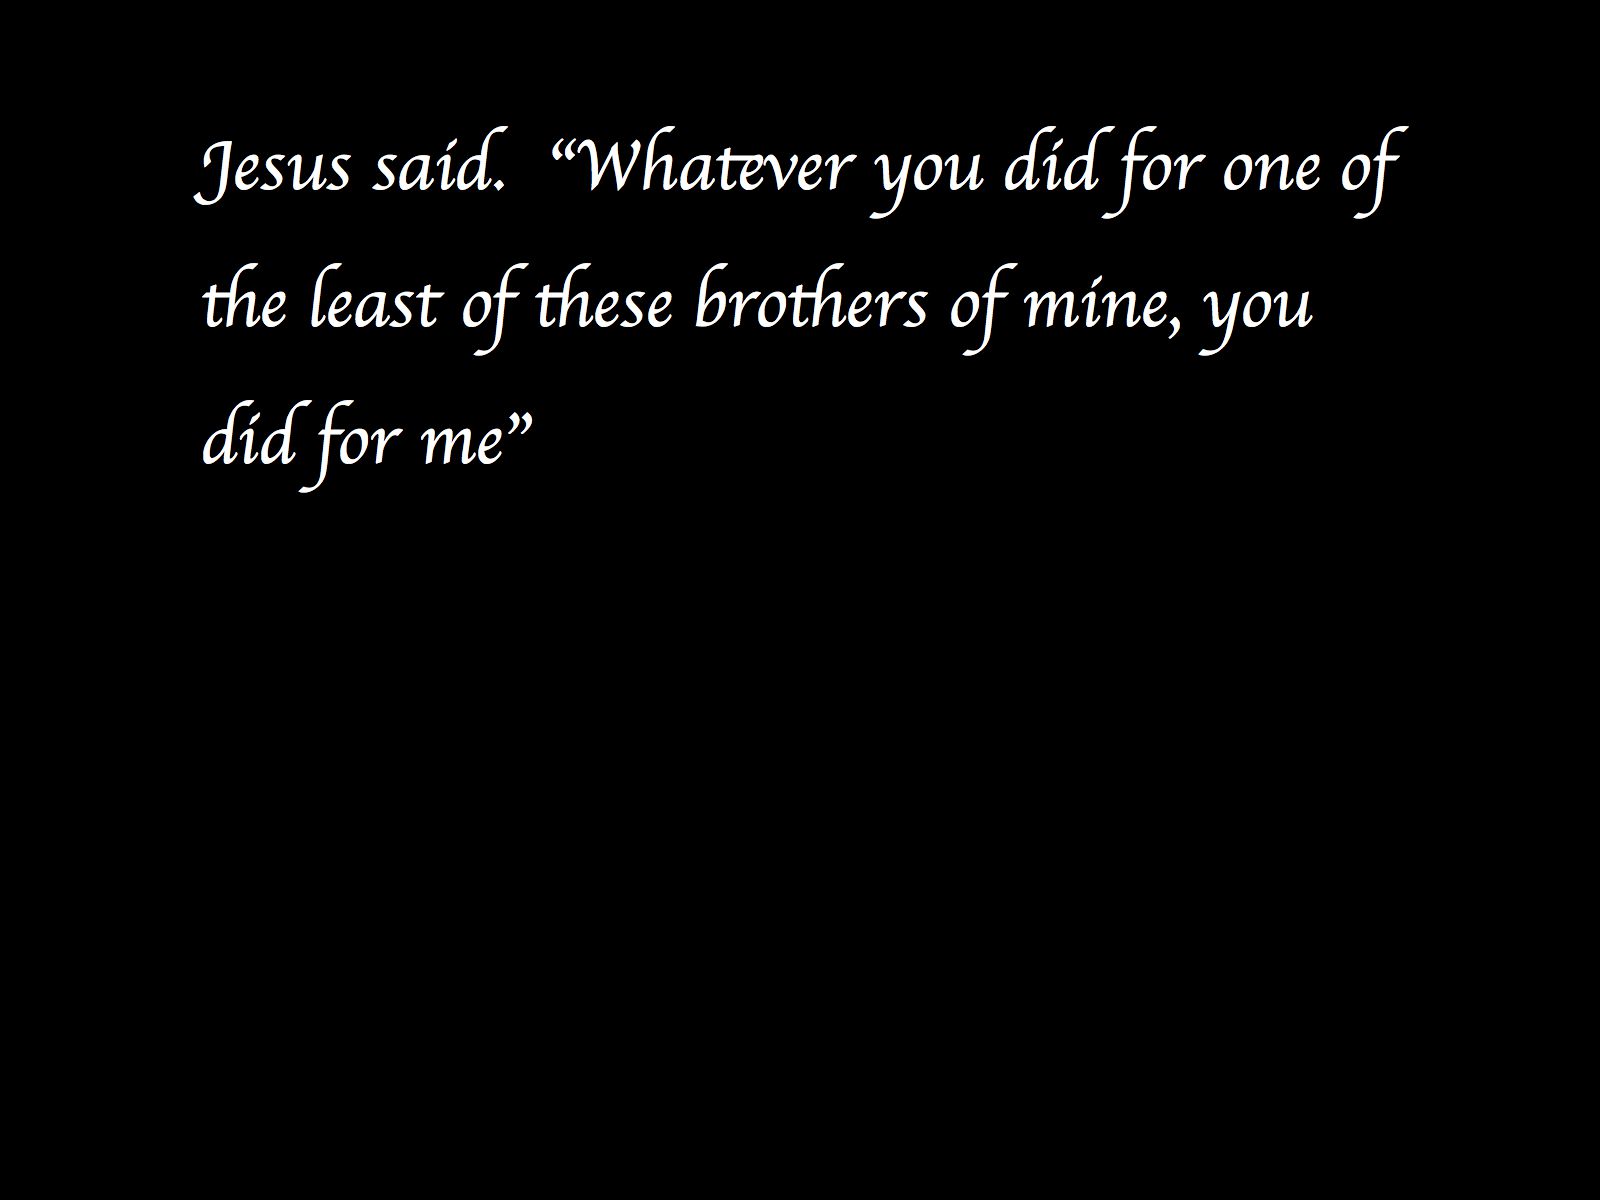 Jesus said.  “Whatever you did for one of
the least of these brothers of mine, you
did for me”